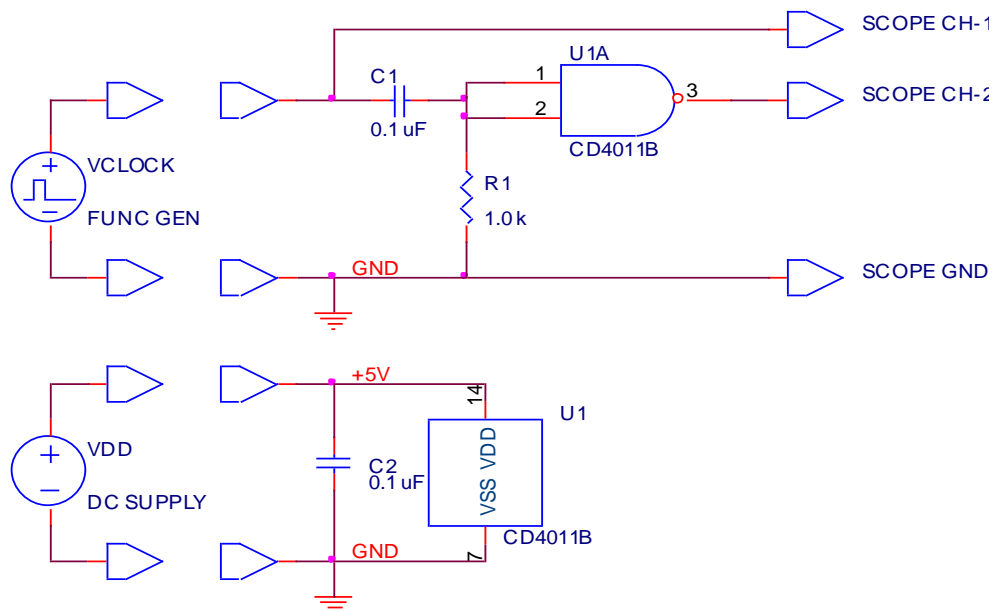 SCOPE CH-1
U1A
C1
1
2
3
SCOPE CH-2
0.1 uF
CD4011B
VCLOCK
R1
1.0 k
FUNC GEN
GND
SCOPE GND
+5V
14
U1
VDD
C2
0.1 uF
VSS VDD
DC SUPPLY
CD4011B
GND
7